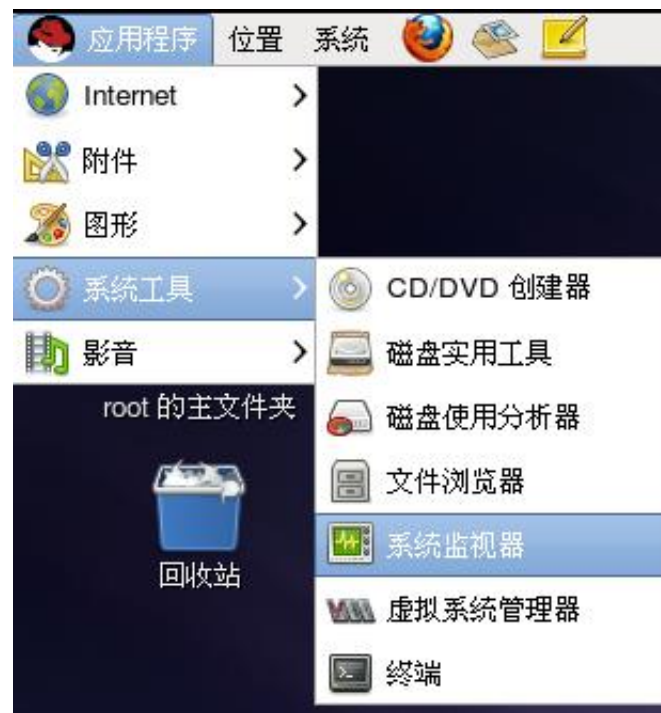 应用程序 位置 系统
Internet
附件
图形
系统工具
影音
CD/DVD 创建器
磁盘实用工具
磁盘使用分析器
文件浏览器
系统监视器
虚拟系统管理器
终端
root 的主文件夹
回收站